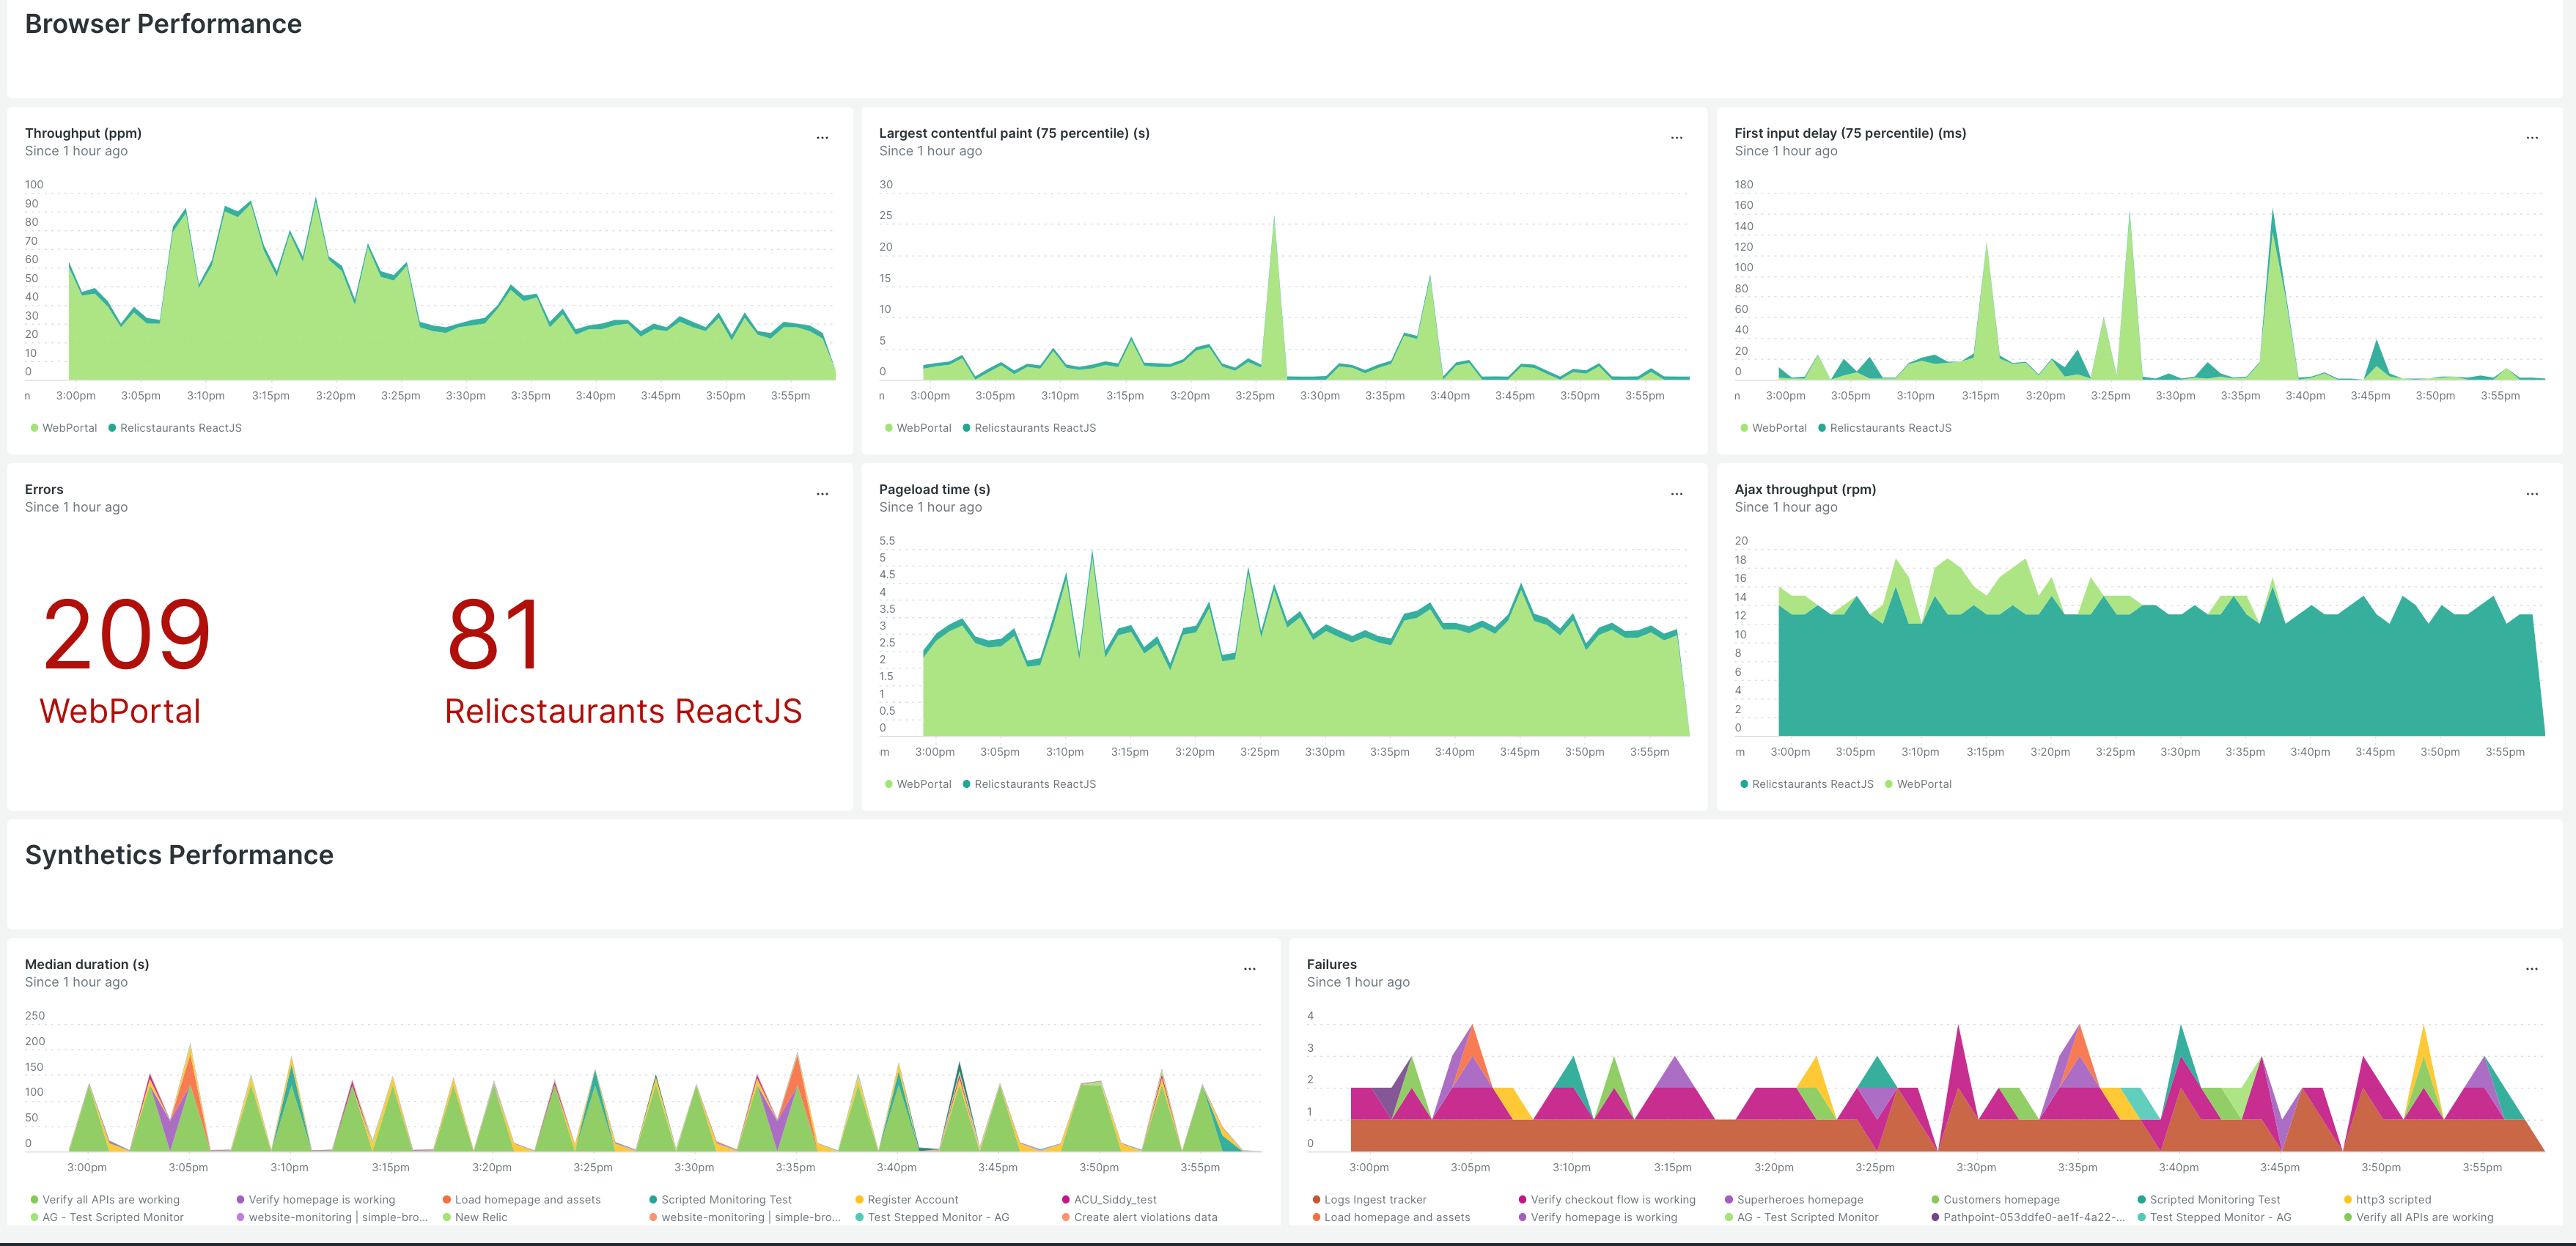 Browser Performance
Throughput (ppm)
Since 1 hour ago
...
100
90
80
70
60
50
40
30
20
10
0
n 3:00pm 3:05pm 3:10pm 3:15pm 3:20pm 3:25pm 3:30pm 3:35pm 3:40pm 3:45pm 3:50pm 3:55pm
WebPortal Relicstaurants ReactJS
Largest contentful paint (75 percentile) (s)
Since 1 hour ago
...
30
25
20
15
10
5
0
n 3:00pm 3:05pm 3:10pm 3:15pm 3:20pm 3:25pm 3:30pm 3:35pm 3:40pm 3:45pm 3:50pm 3:55pm
WebPortal Relicstaurants ReactJS
First input delay (75 percentile) (ms)
Since 1 hour ago
...
180
160
140
120
100
80
60
40
20
0
n 3:00pm 3:05pm 3:10pm 3:15pm 3:20pm 3:25pm 3:30pm 3:35pm 3:40pm 3:45pm 3:50pm 3:55pm
WebPortal Relicstaurants ReactJS
Errors
Since 1 hour ago
...
209 81
WebPortal Relicstaurants ReactJS
Pageload time (s)
Since 1 hour ago
...
5.5
5
4.5
4
3.5
3
2.5
2
1.5
1
0.5
0
m 3:00pm 3:05pm 3:10pm 3:15pm 3:20pm 3:25pm 3:30pm 3:35pm 3:40pm 3:45pm 3:50pm 3:55pm
WebPortal Relicstaurants ReactJS
Ajax throughput (rpm)
Since 1 hour ago
...
20
18
16
14
12
10
8
6
4
2
0
m 3:00pm 3:05pm 3:10pm 3:15pm 3:20pm 3:25pm 3:30pm 3:35pm 3:40pm 3:45pm 3:50pm 3:55pm
Relicstaurants ReactJS WebPortal
Synthetics Performance
Median duration (s)
Since 1 hour ago
...
250
200
150
100
50
0
3:00pm 3:05pm 3:10pm 3:15pm 3:20pm 3:25pm 3:30pm 3:35pm 3:40pm 3:45pm 3:50pm 3:55pm
Verify all APIs are working Verify homepage is working Load homepage and assets Scripted Monitoring Test Register Account ACU_Siddy_test
AG - Test Scripted Monitor website-monitoring | simple-bro... New Relic website-monitoring | simple-bro... Test Stepped Monitor - AG Create alert violations data
Failures
Since 1 hour ago
...
4
3
2
1
0
3:00pm 3:05pm 3:10pm 3:15pm 3:20pm 3:25pm 3:30pm 3:35pm 3:40pm 3:45pm 3:50pm 3:55pm
Logs Ingest tracker Verify checkout flow is working Superheroes homepage Customers homepage Scripted Monitoring Test http3 scripted
Load homepage and assets Verify homepage is working AG - Test Scripted Monitor Pathpoint-053ddfe0-ae1f-4a22-... Test Stepped Monitor - AG Verify all APIs are working